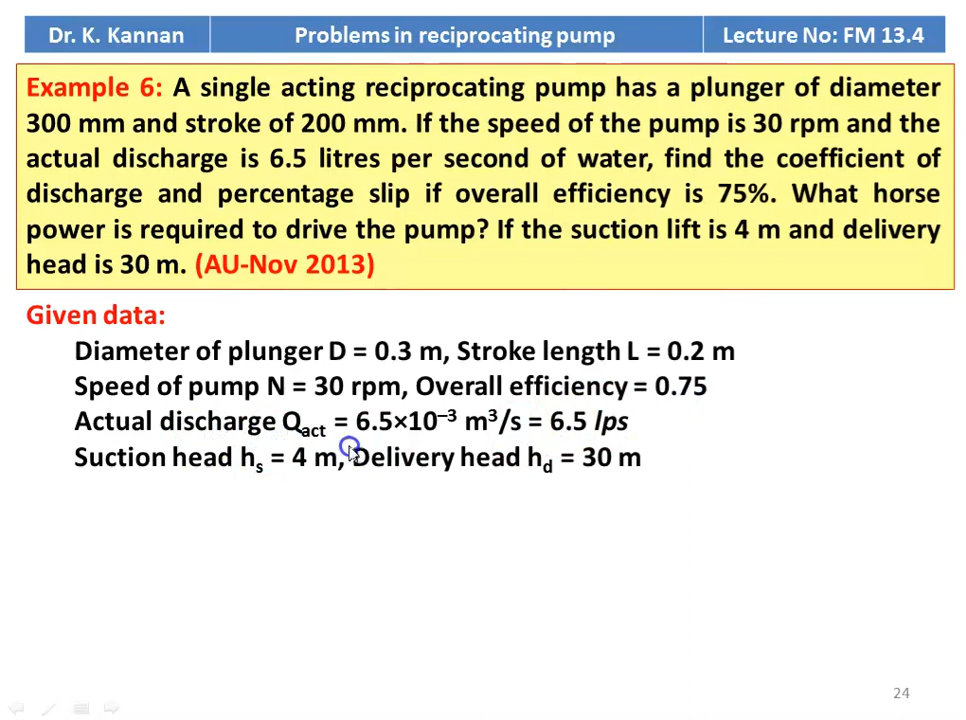 Dr. K. Kannan Problems in reciprocating pump Lecture No: FM 13.4
Example 6: A single acting reciprocating pump has a plunger of diameter
300 mm and stroke of 200 mm. If the speed of the pump is 30 rpm and the
actual discharge is 6.5 litres per second of water, find the coefficient of
discharge and percentage slip if overall efficiency is 75%. What horse
power is required to drive the pump? If the suction lift is 4 m and delivery
head is 30 m. (AU-Nov 2013)
Given data:
Diameter of plunger D = 0.3 m, Stroke length L = 0.2 m
Speed of pump N = 30 rpm, Overall efficiency = 0.75
Actual discharge Qact = 6.5×10⁻³ m³/s = 6.5 lps
Suction head hs = 4 m, Delivery head hd = 30 m
24